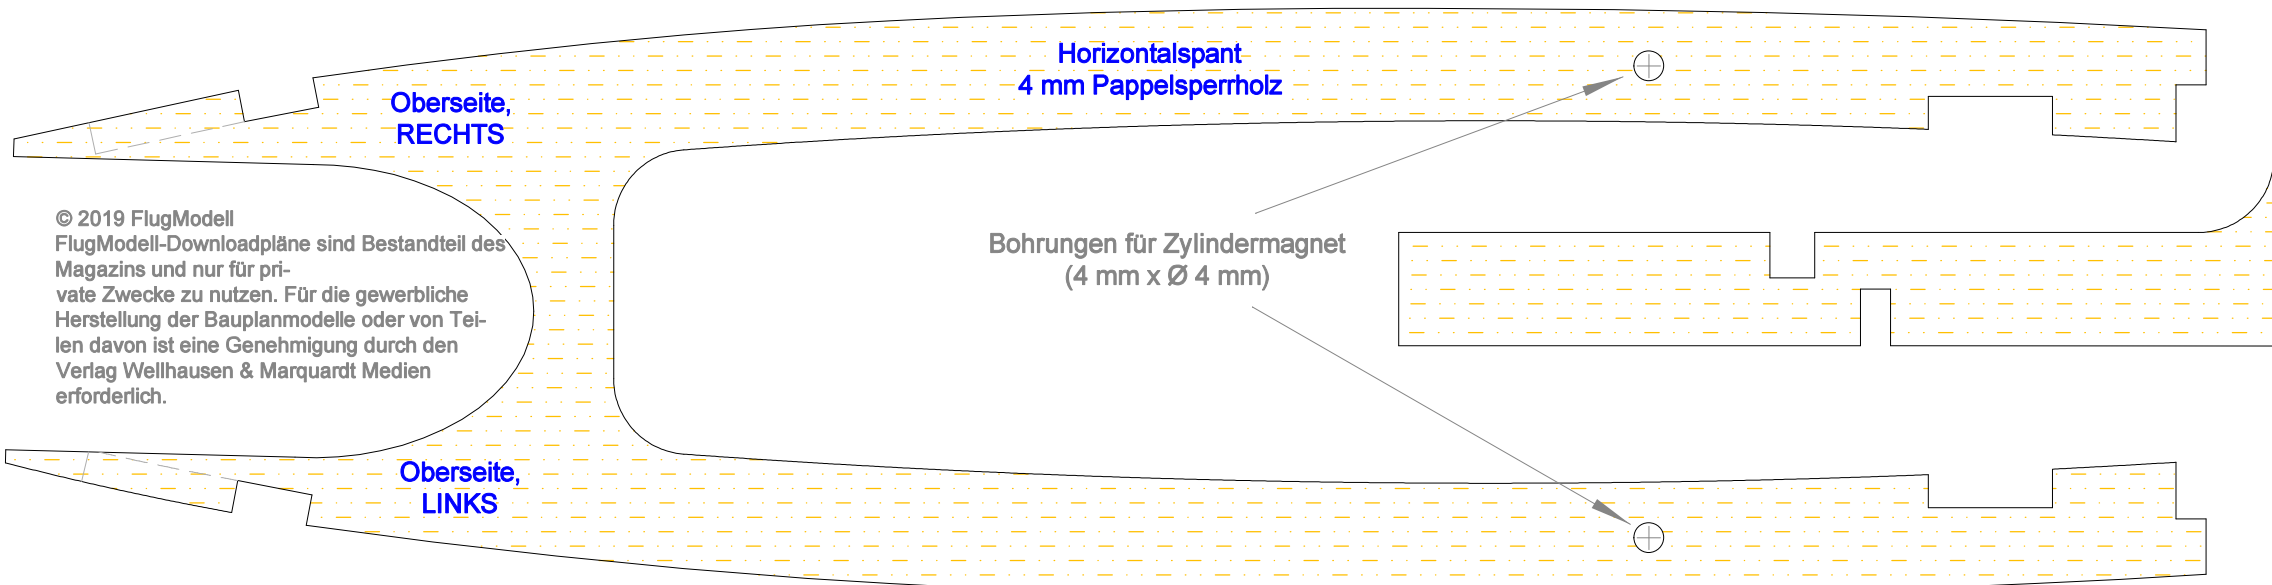 Horizontalspant
4 mm Pappelsperrholz
Oberseite,
RECHTS
© 2019 FlugModell
FlugModell-Downloadpläne sind Bestandteil des
Magazins und nur für pri-
vate Zwecke zu nutzen. Für die gewerbliche
Herstellung der Bauplanmodelle oder von Tei-
len davon ist eine Genehmigung durch den
Verlag Wellhausen & Marquardt Medien
erforderlich.
Bohrungen für Zylindermagnet
(4 mm x Ø 4 mm)
Oberseite,
LINKS